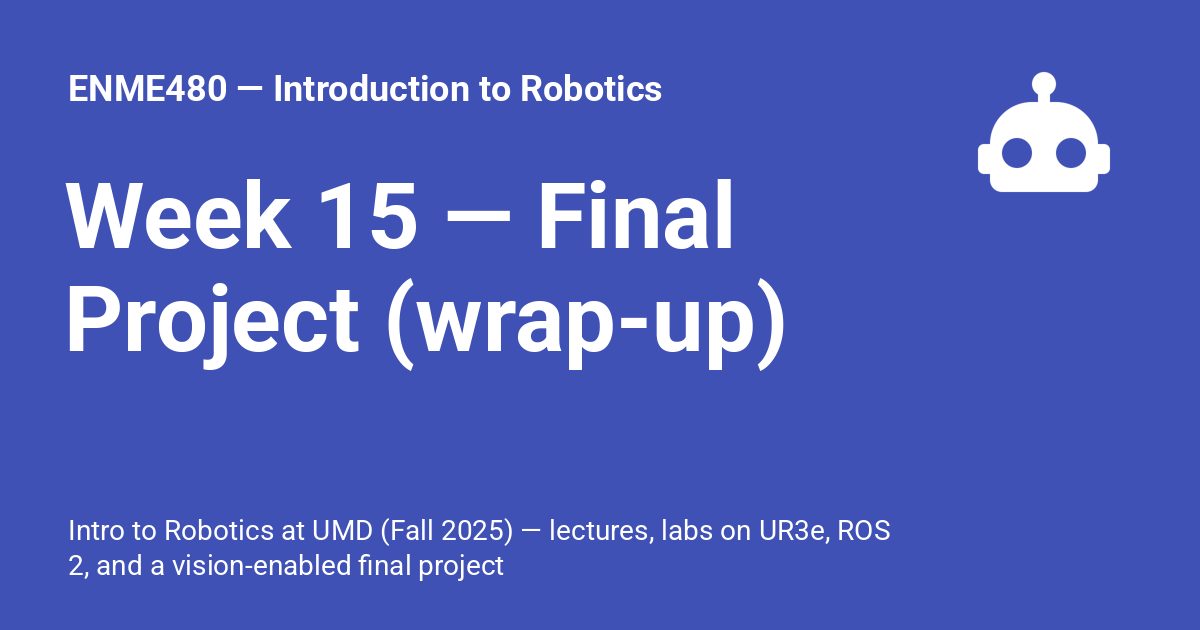 ENME480 — Introduction to Robotics
Week 15 — Final
Project (wrap-up)
Intro to Robotics at UMD (Fall 2025) — lectures, labs on UR3e, ROS
2, and a vision-enabled final project